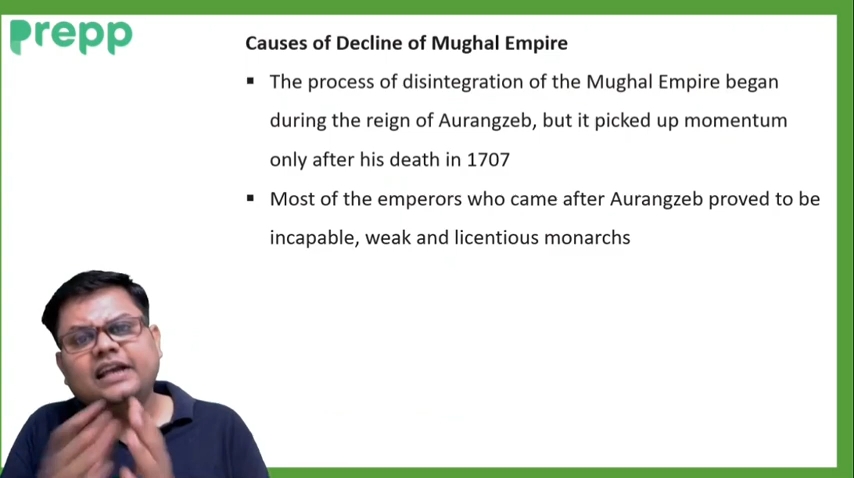 Prepp
Causes of Decline of Mughal Empire
▪ The process of disintegration of the Mughal Empire began
during the reign of Aurangzeb, but it picked up momentum
only after his death in 1707
▪ Most of the emperors who came after Aurangzeb proved to be
incapable, weak and licentious monarchs